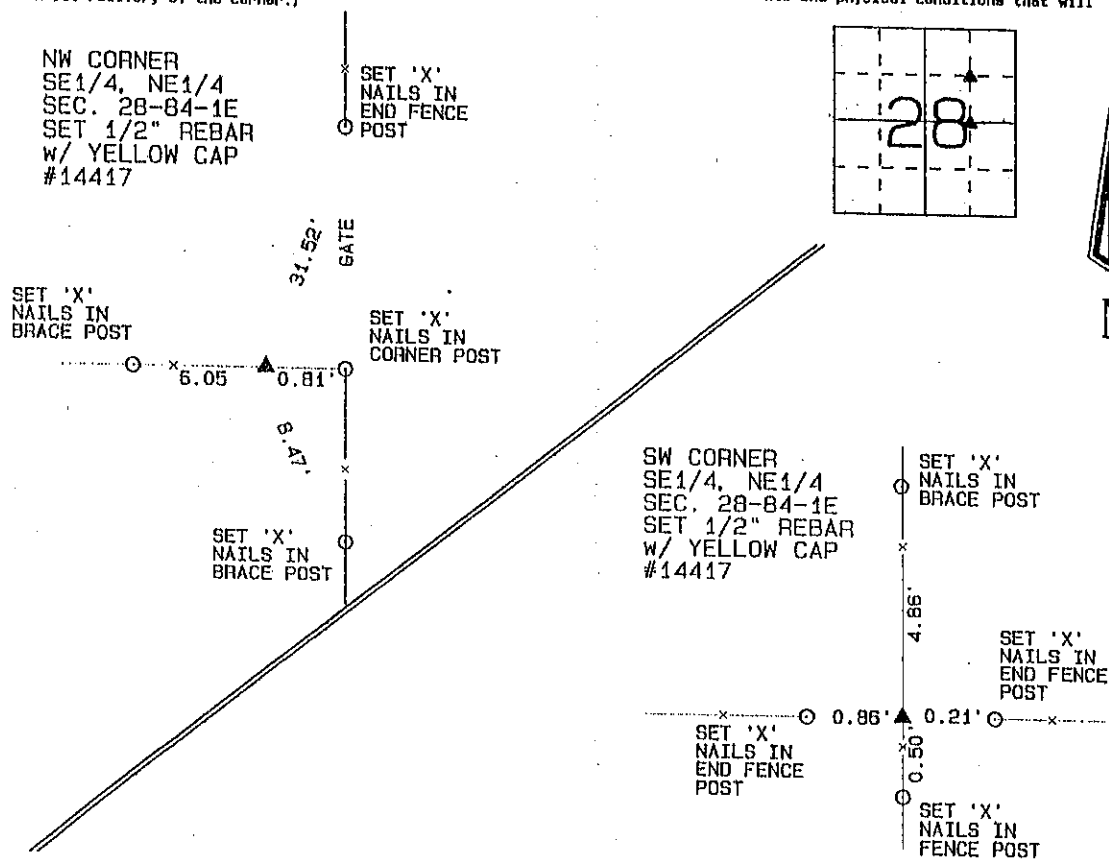 NW CORNER
SE1/4, NE1/4
SEC. 28-84-1E
SET 1/2" REBAR
W/ YELLOW CAP
#14417
SET 'X'
NAILS IN
END FENCE
POST
28
31.52'
GATE
SET 'X'
NAILS IN
BRACE POST
SET 'X'
NAILS IN
CORNER POST
6.05
0.81'
8.47'
SET 'X'
NAILS IN
BRACE POST
SW CORNER
SE1/4, NE1/4
SEC. 28-84-1E
SET 1/2" REBAR
W/ YELLOW CAP
#14417
SET 'X'
NAILS IN
BRACE POST
4.86'
SET 'X'
NAILS IN
END FENCE
POST
0.86'
0.21'
SET 'X'
NAILS IN
END FENCE
POST
0.50'
SET 'X'
NAILS IN
FENCE POST